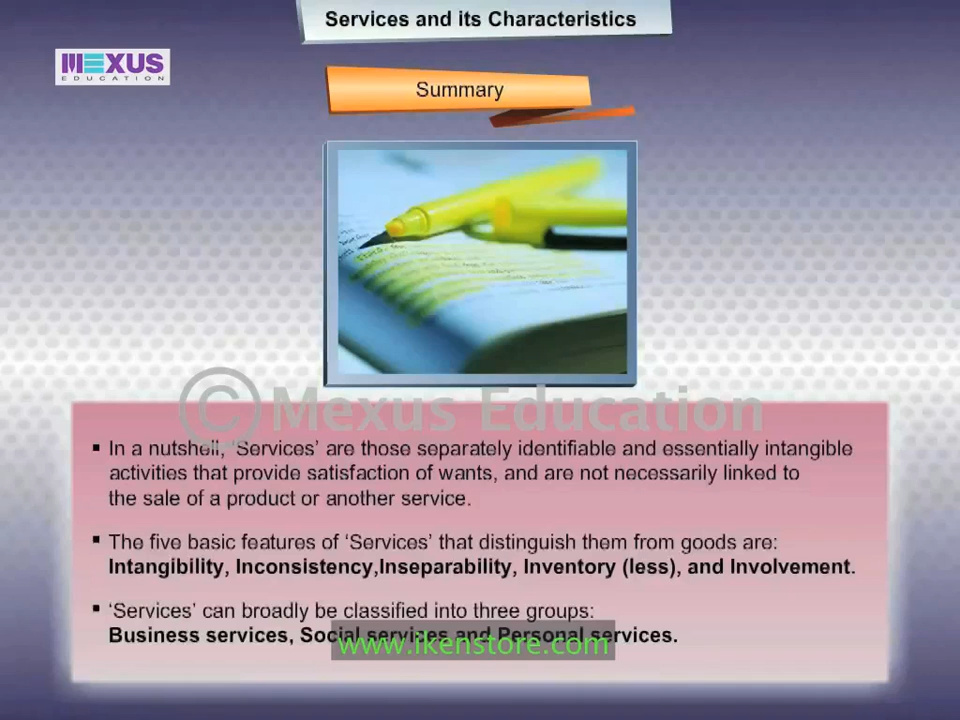 Services and its Characteristics
MEXUS
EDUCATION
Summary
© Mexus Education
▪ In a nutshell, ‘Services’ are those separately identifiable and essentially intangible
activities that provide satisfaction of wants, and are not necessarily linked to
the sale of a product or another service.
▪ The five basic features of ‘Services’ that distinguish them from goods are:
Intangibility, Inconsistency,Inseparability, Inventory (less), and Involvement.
▪ ‘Services’ can broadly be classified into three groups:
Business services, Social services and Personal services.
www.ikenstore.com